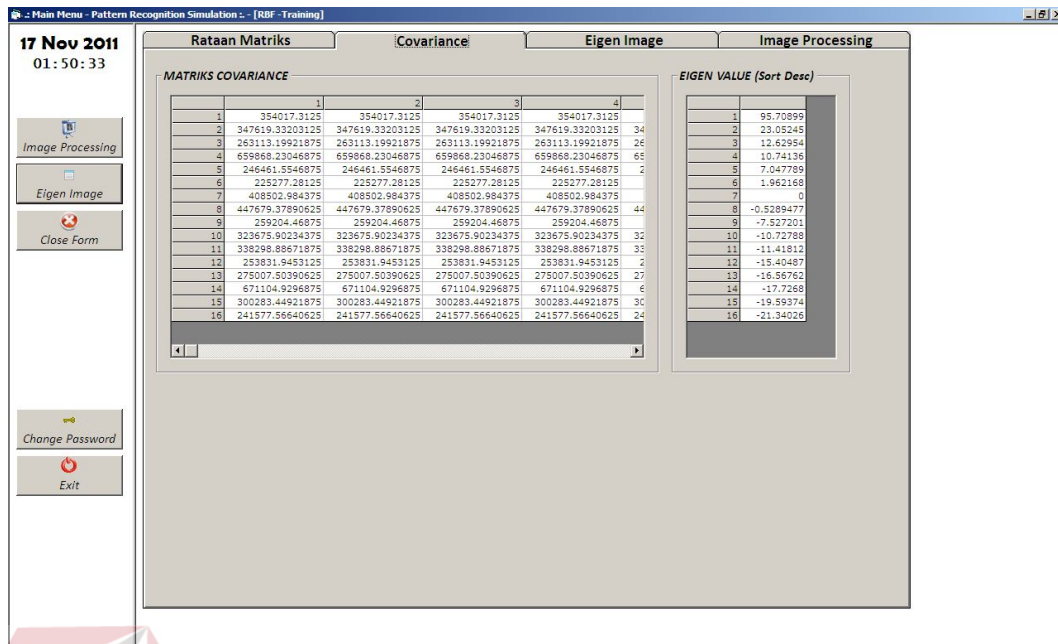 .: Main Menu - Pattern Recognition Simulation :. - [RBF -Training]
17 Nov 2011
01:50:33
Image Processing
Eigen Image
Close Form
Change Password
Exit
Rataan Matriks Covariance Eigen Image Image Processing
MATRIKS COVARIANCE
1 2 3 4
1 354017.3125 354017.3125 354017.3125 354017.3125
2 347619.33203125 347619.33203125 347619.33203125 347619.33203125 34
3 263113.19921875 263113.19921875 263113.19921875 263113.19921875 26
4 659868.23046875 659868.23046875 659868.23046875 659868.23046875 65
5 246461.5546875 246461.5546875 246461.5546875 246461.5546875 2
6 225277.28125 225277.28125 225277.28125 225277.28125
7 408502.984375 408502.984375 408502.984375 408502.984375
8 447679.37890625 447679.37890625 447679.37890625 447679.37890625 44
9 259204.46875 259204.46875 259204.46875 259204.46875
10 323675.90234375 323675.90234375 323675.90234375 323675.90234375 32
11 338298.88671875 338298.88671875 338298.88671875 338298.88671875 33
12 253831.9453125 253831.9453125 253831.9453125 253831.9453125 2
13 275007.50390625 275007.50390625 275007.50390625 275007.50390625 27
14 671104.9296875 671104.9296875 671104.9296875 671104.9296875 6
15 300283.44921875 300283.44921875 300283.44921875 300283.44921875 30
16 241577.56640625 241577.56640625 241577.56640625 241577.56640625 24
EIGEN VALUE (Sort Desc)
1 95.70899
2 23.05245
3 12.62954
4 10.74136
5 7.047789
6 1.962168
7 0
8 -0.5289477
9 -7.527201
10 -10.72788
11 -11.41812
12 -15.40487
13 -16.56762
14 -17.7268
15 -19.59374
16 -21.34026